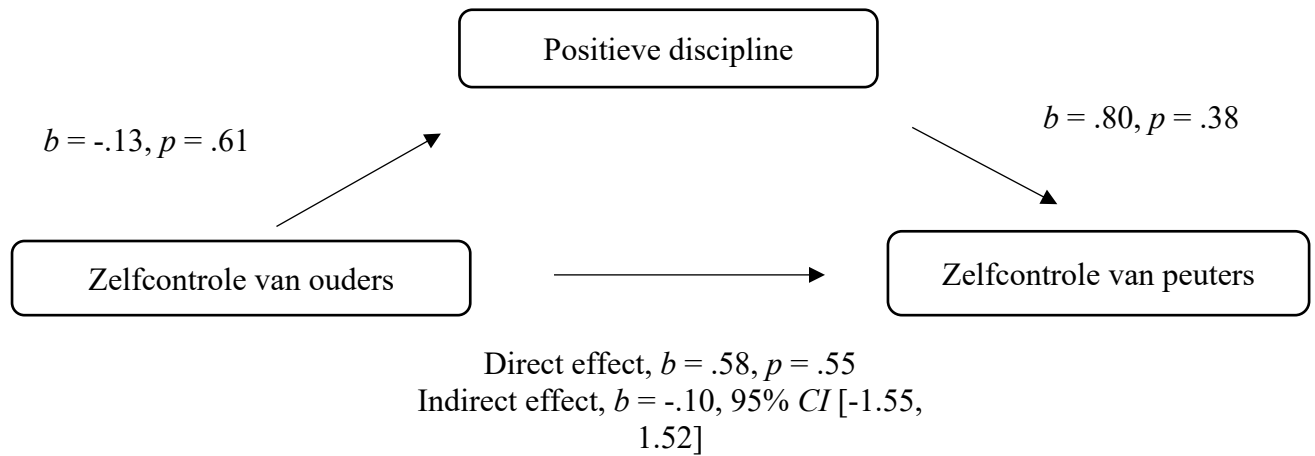 Positieve discipline
b = -.13, p = .61
b = .80, p = .38
Zelfcontrole van ouders
Zelfcontrole van peuters
Direct effect, b = .58, p = .55
Indirect effect, b = -.10, 95% CI [-1.55,
1.52]